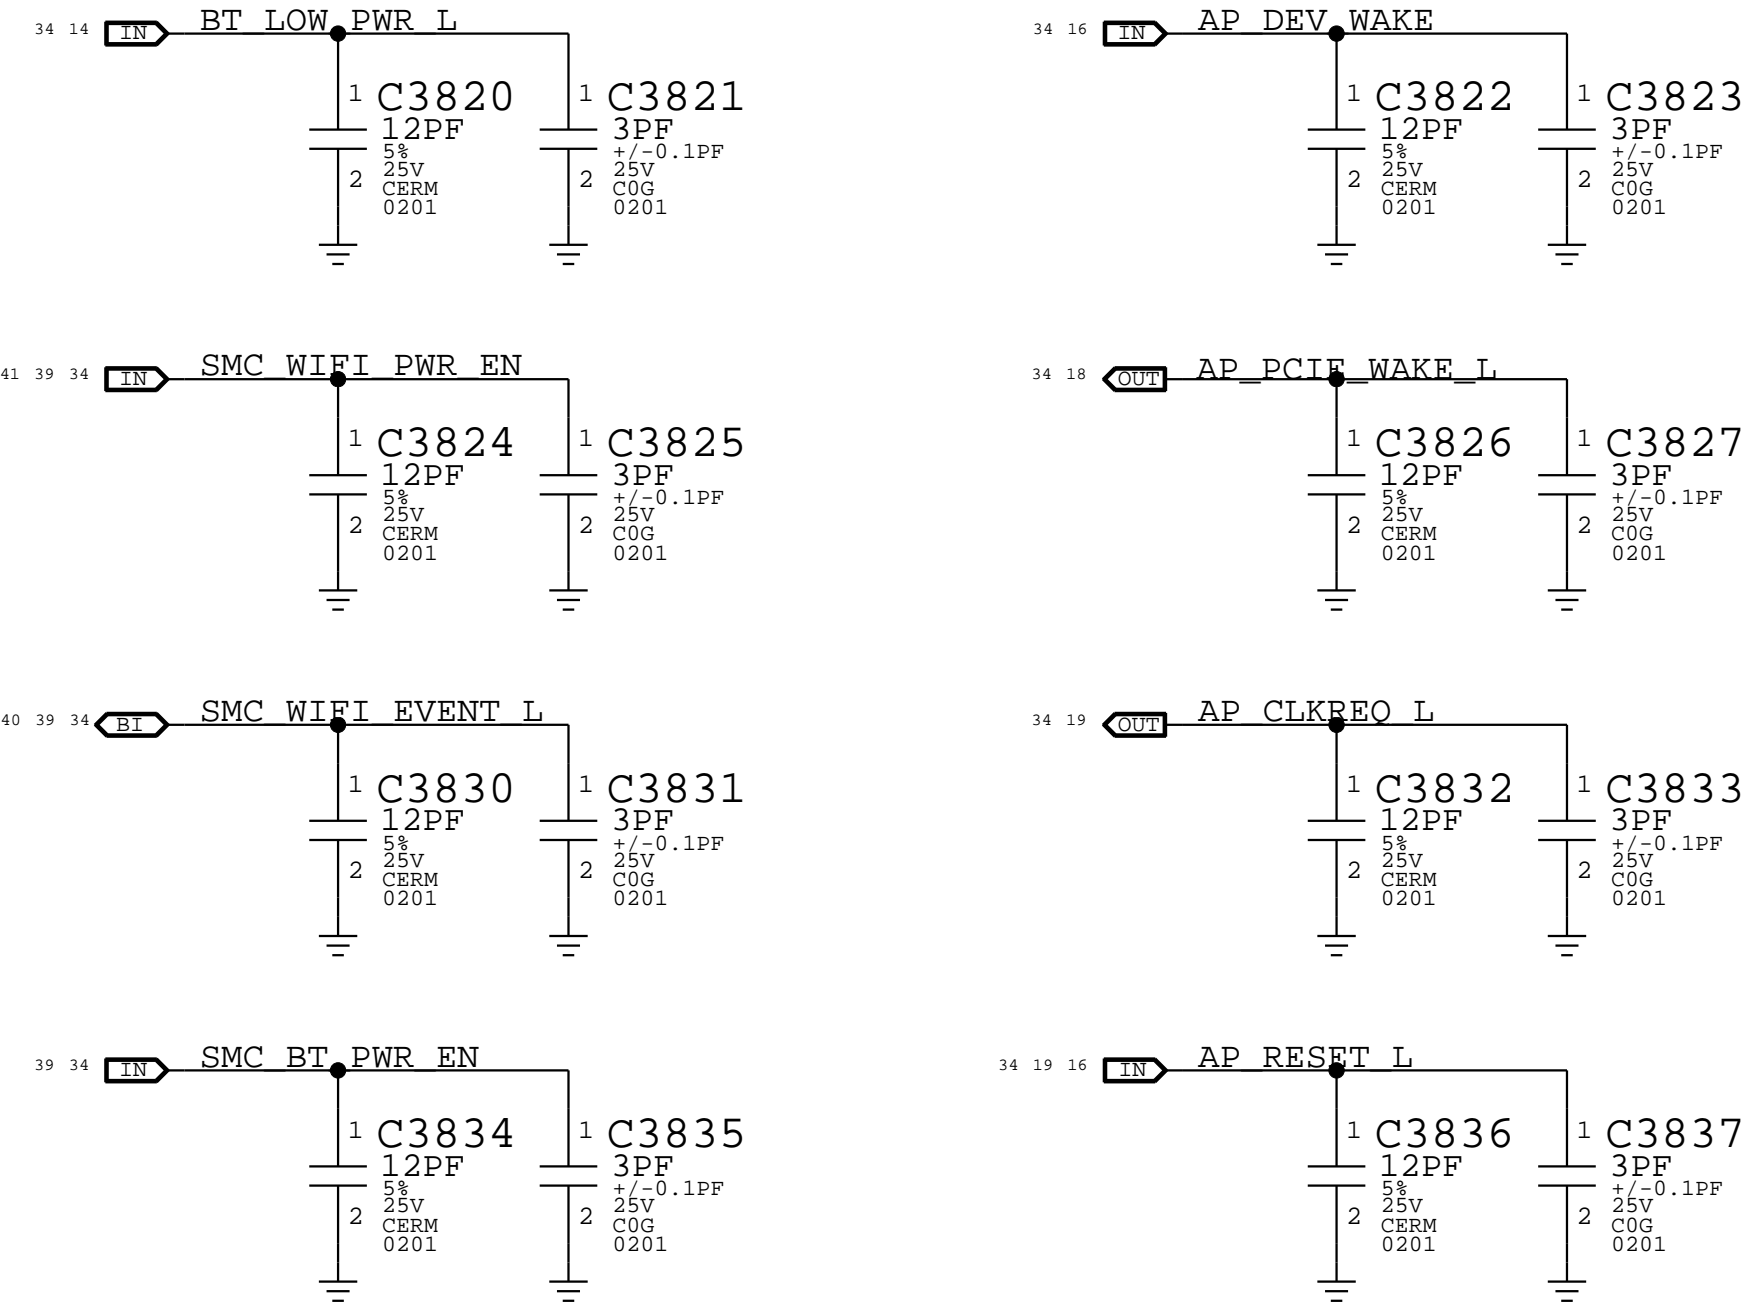 34 14 IN BT_LOW_PWR_L
1 C3820 1 C3821
12PF 3PF
5% +/-0.1PF
25V 25V
2 CERM 2 C0G
0201 0201
34 16 IN AP_DEV_WAKE
1 C3822 1 C3823
12PF 3PF
5% +/-0.1PF
25V 25V
2 CERM 2 C0G
0201 0201
41 39 34 IN SMC_WIFI_PWR_EN
1 C3824 1 C3825
12PF 3PF
5% +/-0.1PF
25V 25V
2 CERM 2 C0G
0201 0201
34 18 OUT AP_PCIE_WAKE_L
1 C3826 1 C3827
12PF 3PF
5% +/-0.1PF
25V 25V
2 CERM 2 C0G
0201 0201
40 39 34 BI SMC_WIFI_EVENT_L
1 C3830 1 C3831
12PF 3PF
5% +/-0.1PF
25V 25V
2 CERM 2 C0G
0201 0201
34 19 OUT AP_CLKREQ_L
1 C3832 1 C3833
12PF 3PF
5% +/-0.1PF
25V 25V
2 CERM 2 C0G
0201 0201
39 34 IN SMC_BT_PWR_EN
1 C3834 1 C3835
12PF 3PF
5% +/-0.1PF
25V 25V
2 CERM 2 C0G
0201 0201
34 19 16 IN AP_RESET_L
1 C3836 1 C3837
12PF 3PF
5% +/-0.1PF
25V 25V
2 CERM 2 C0G
0201 0201